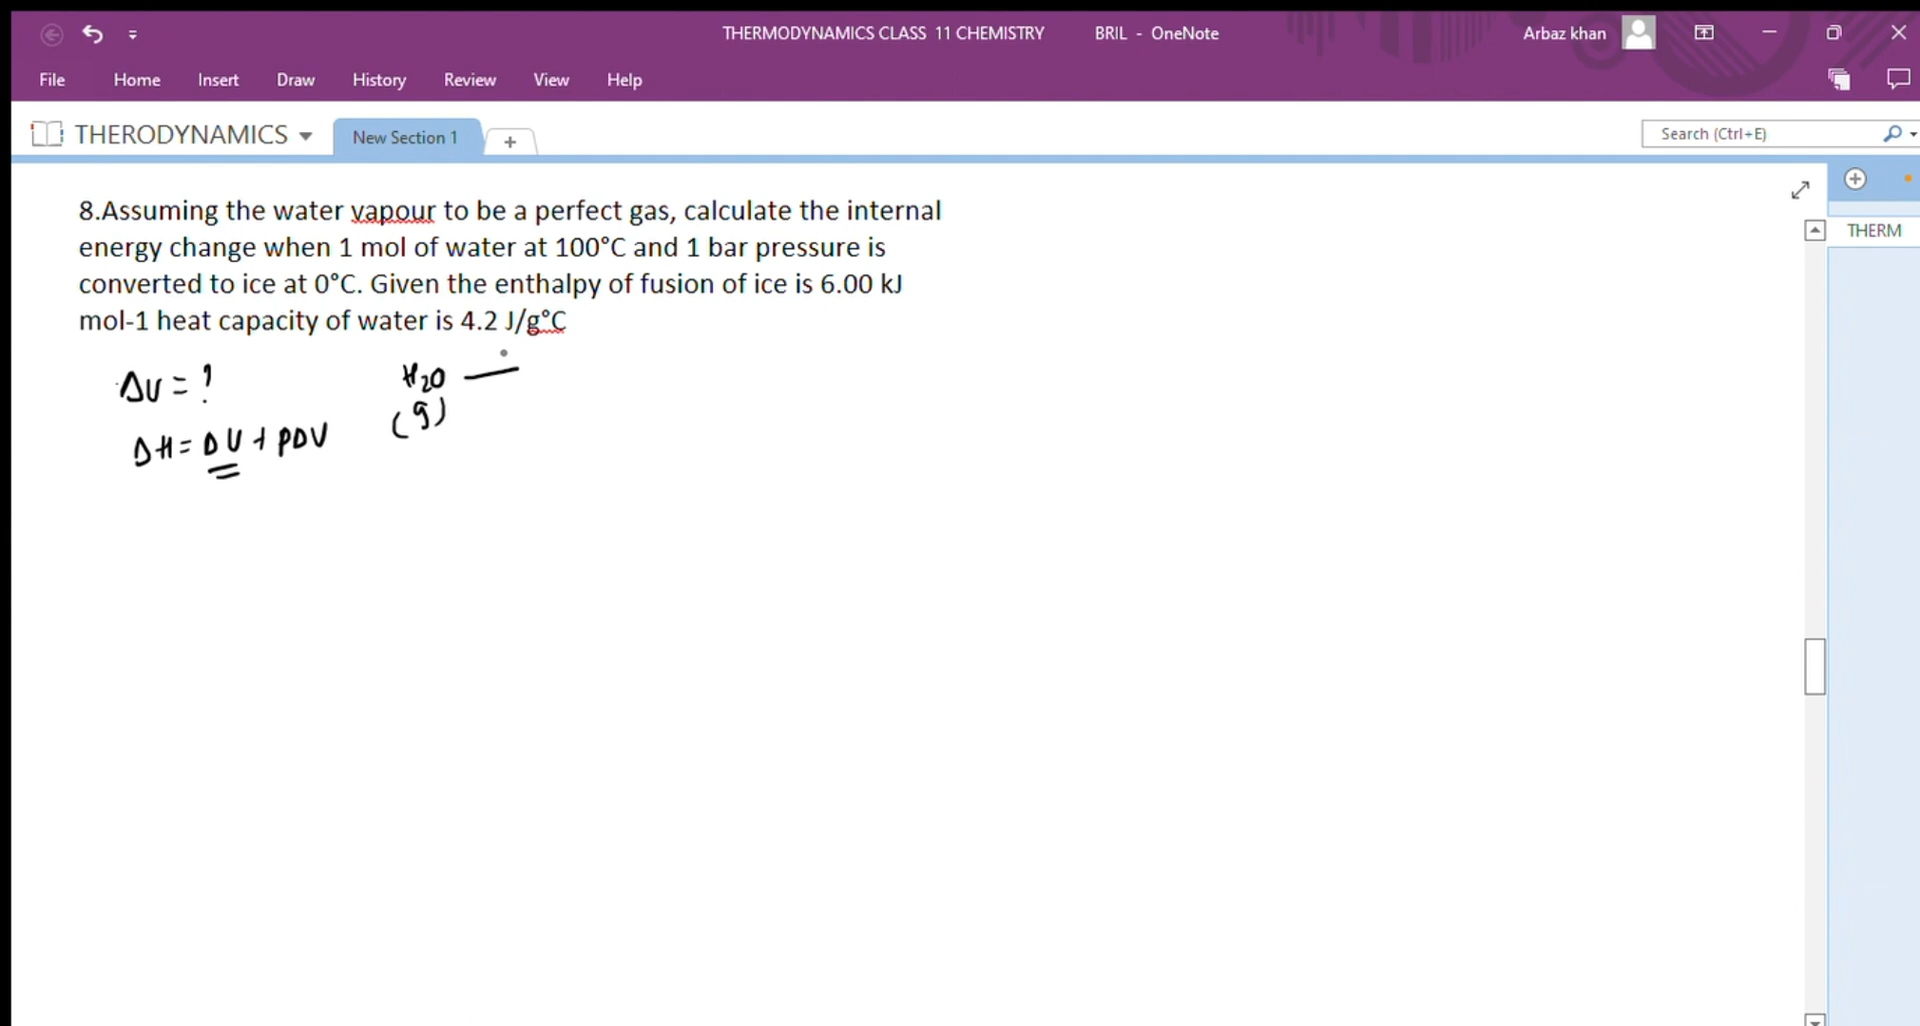 THERMODYNAMICS CLASS 11 CHEMISTRY BRIL - OneNote
Arbaz khan
File Home Insert Draw History Review View Help
THERODYNAMICS New Section 1 +
Search (Ctrl+E)
THERM
8.Assuming the water vapour to be a perfect gas, calculate the internal
energy change when 1 mol of water at 100°C and 1 bar pressure is
converted to ice at 0°C. Given the enthalpy of fusion of ice is 6.00 kJ
mol-1 heat capacity of water is 4.2 J/g°C
ΔU = ?
H₂O —
(g)
ΔH = ΔU + PΔV